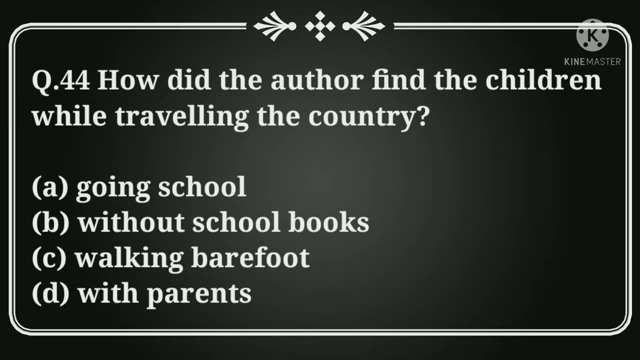 K
KINEMASTER
Q.44 How did the author find the children
while travelling the country?
(a) going school
(b) without school books
(c) walking barefoot
(d) with parents